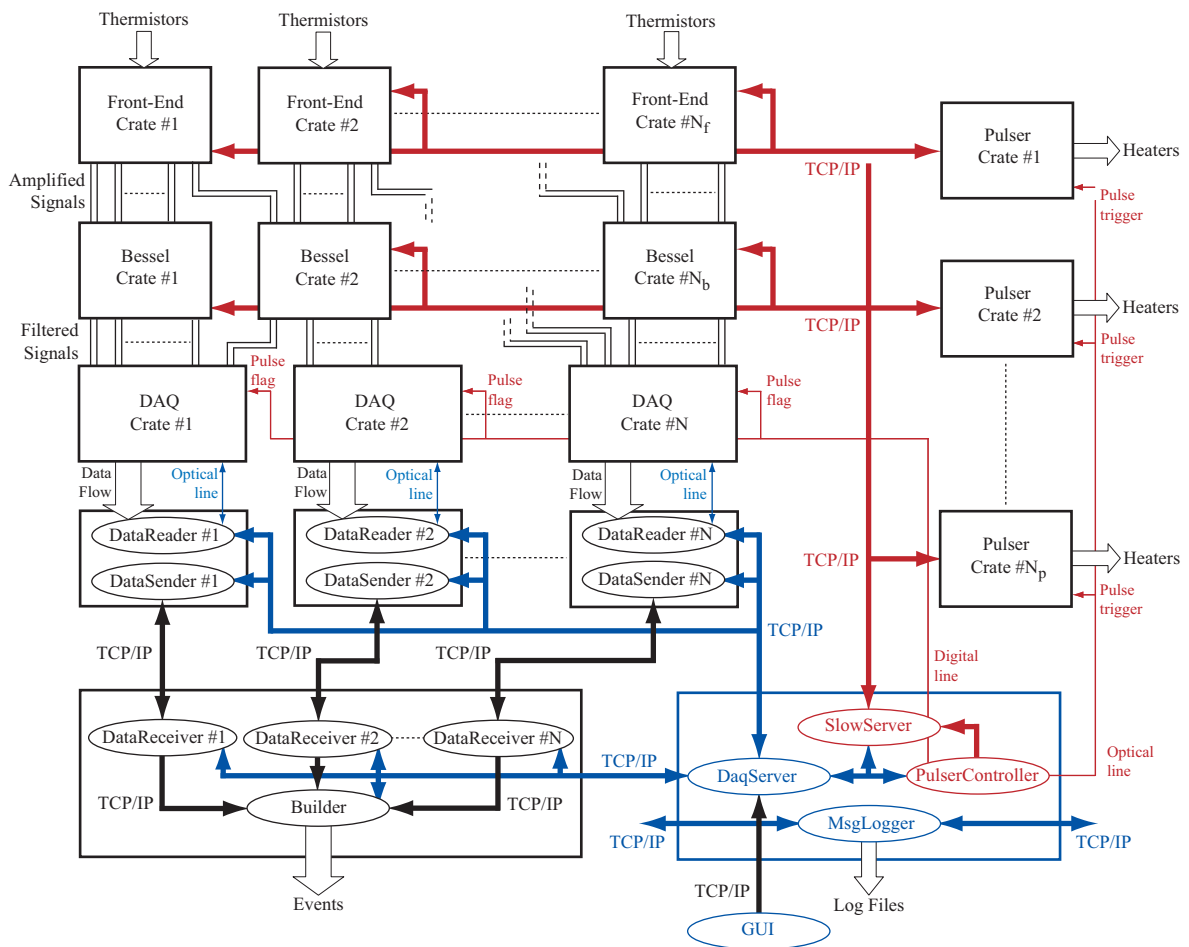 Thermistors
Thermistors
Thermistors
Front-End
Crate #1
Front-End
Crate #2
Front-End
Crate #Nf
Pulser
Crate #1
Heaters
TCP/IP
Amplified
Signals
Pulse
trigger
Bessel
Crate #1
Bessel
Crate #2
Bessel
Crate #Nb
Pulser
Crate #2
Heaters
TCP/IP
Filtered
Signals
Pulse
trigger
Pulse
flag
Pulse
flag
Pulse
flag
DAQ
Crate #1
DAQ
Crate #2
DAQ
Crate #N
Data
Flow
Optical
line
Data
Flow
Optical
line
Data
Flow
Optical
line
DataReader #1
DataReader #2
DataReader #N
DataSender #1
DataSender #2
DataSender #N
TCP/IP
Pulser
Crate #Np
Heaters
Pulse
trigger
TCP/IP
TCP/IP
TCP/IP
TCP/IP
Digital
line
DataReceiver #1
DataReceiver #2
DataReceiver #N
SlowServer
TCP/IP
DaqServer
PulserController
Optical
line
TCP/IP
Builder
TCP/IP
MsgLogger
TCP/IP
TCP/IP
TCP/IP
Events
Log Files
GUI